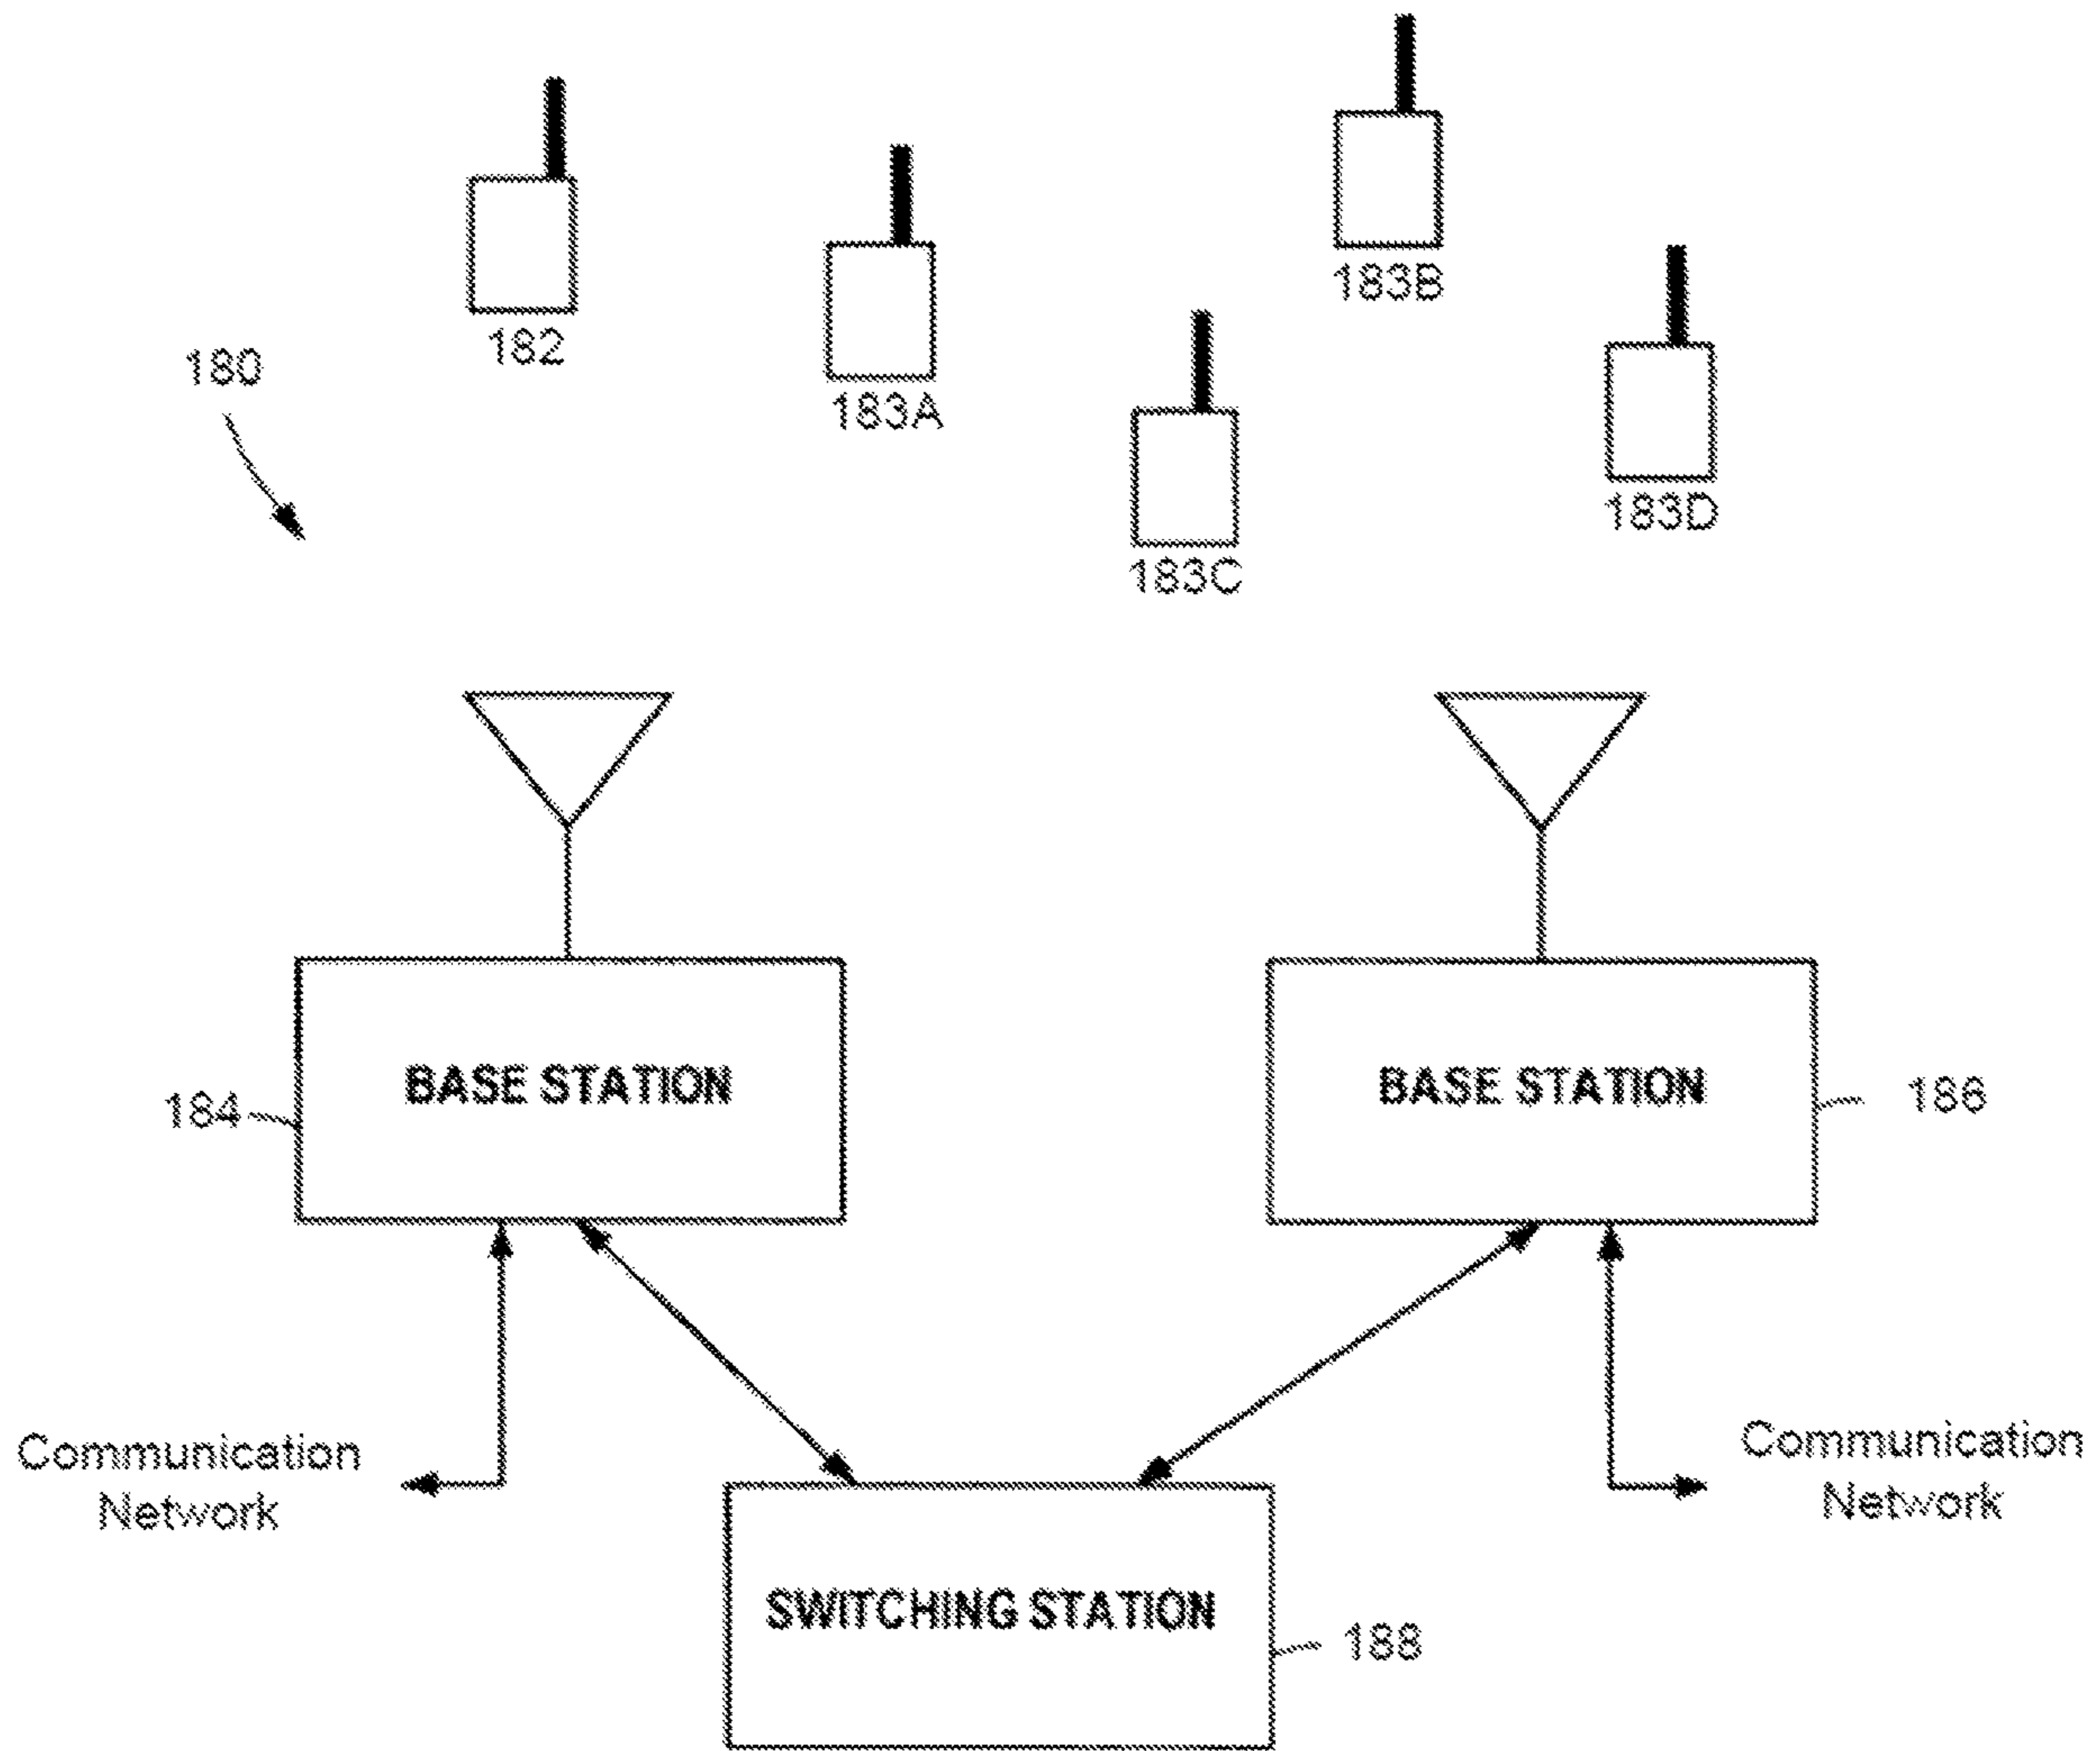 183B
182
180
183A
183D
183C
BASE STATION
BASE STATION
184
186
Communication
Network
Communication
Network
SWITCHING STATION
188